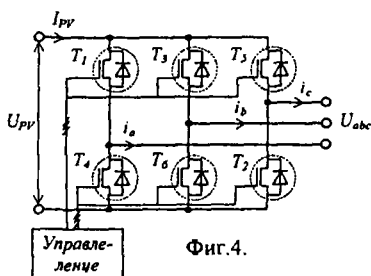 I_PV
T1
T3
T5
i_c
i_b
U_PV
i_a
U_abc
T4
T6
T2
Управле-
ленце
Фиг.4.